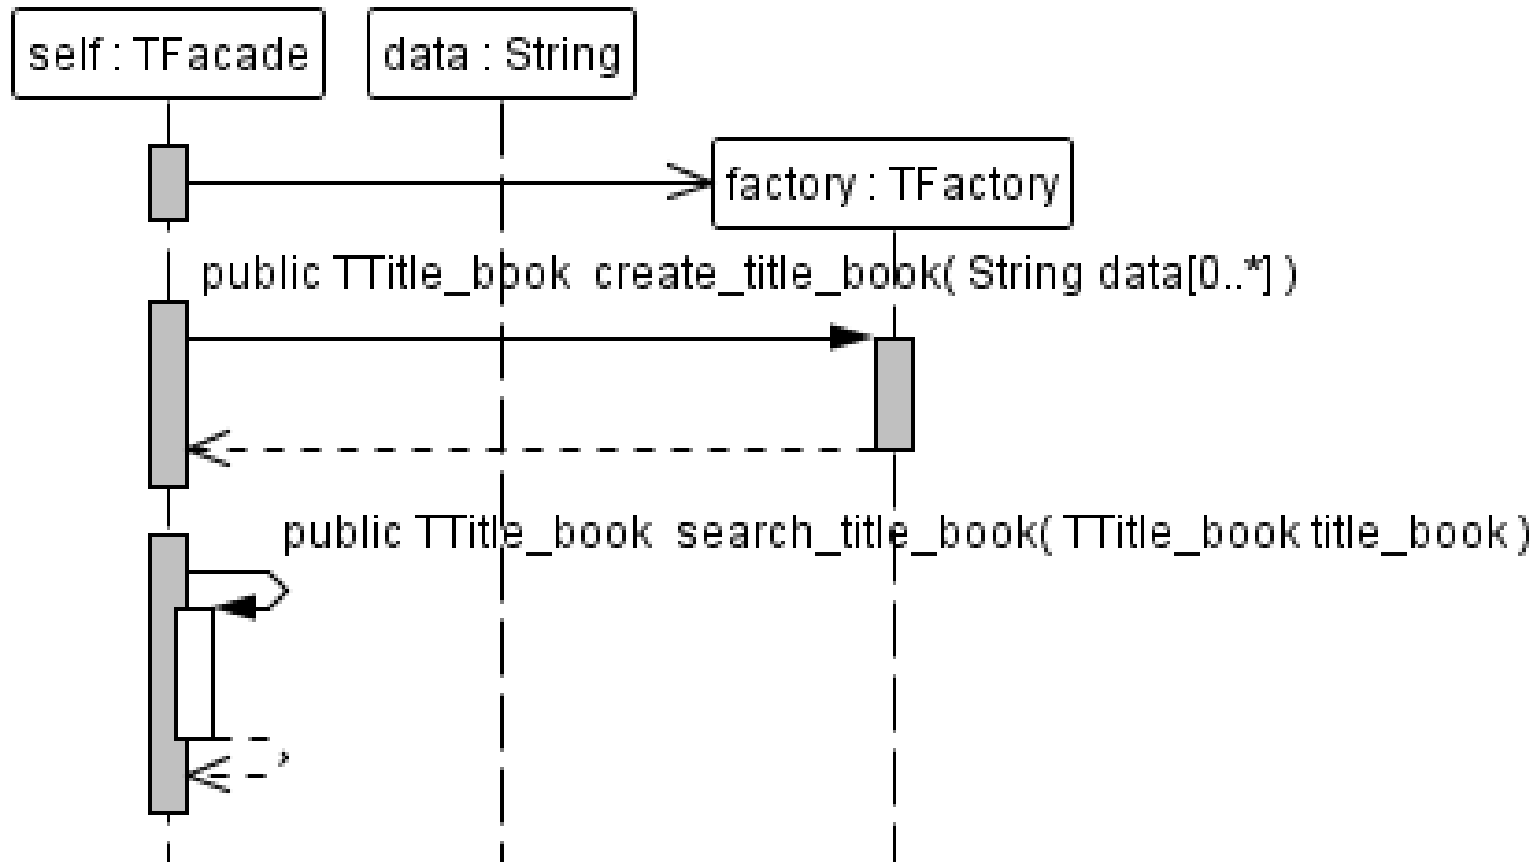 self : TFacade
data : String
factory : TFactory
public TTitle_book create_title_book( String data[0..*] )
public TTitle_book search_title_book( TTitle_book title_book )